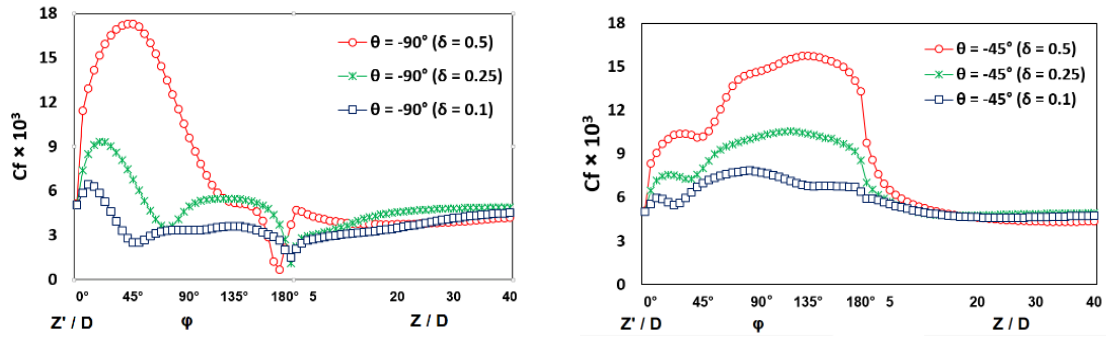 18
15
12
9
6
3
0
Cf × 10³
θ = -90° (δ = 0.5)
θ = -90° (δ = 0.25)
θ = -90° (δ = 0.1)
0° 45° 90° 135° 180° 5 20 30 40
Z' / D φ Z / D
18
15
12
9
6
3
0
Cf × 10³
θ = -45° (δ = 0.5)
θ = -45° (δ = 0.25)
θ = -45° (δ = 0.1)
0° 45° 90° 135° 180° 5 20 30 40
Z' / D φ Z / D